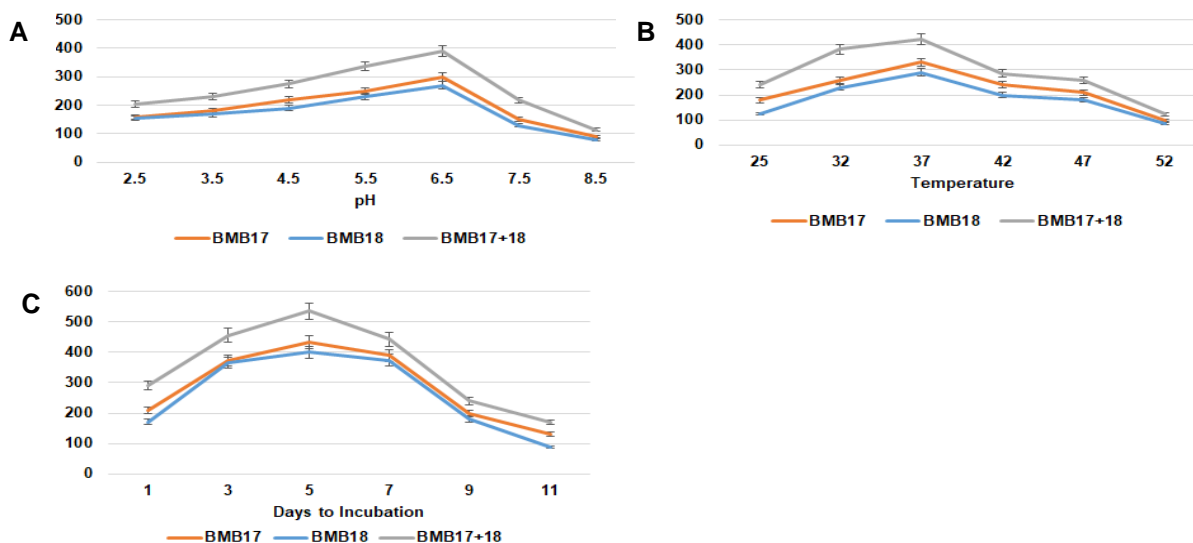 A
500
400
300
200
100
0
2.5 3.5 4.5 5.5 6.5 7.5 8.5
pH
BMB17 BMB18 BMB17+18
B
500
400
300
200
100
0
25 32 37 42 47 52
Temperature
BMB17 BMB18 BMB17+18
C
600
500
400
300
200
100
0
1 3 5 7 9 11
Days to Incubation
BMB17 BMB18 BMB17+18